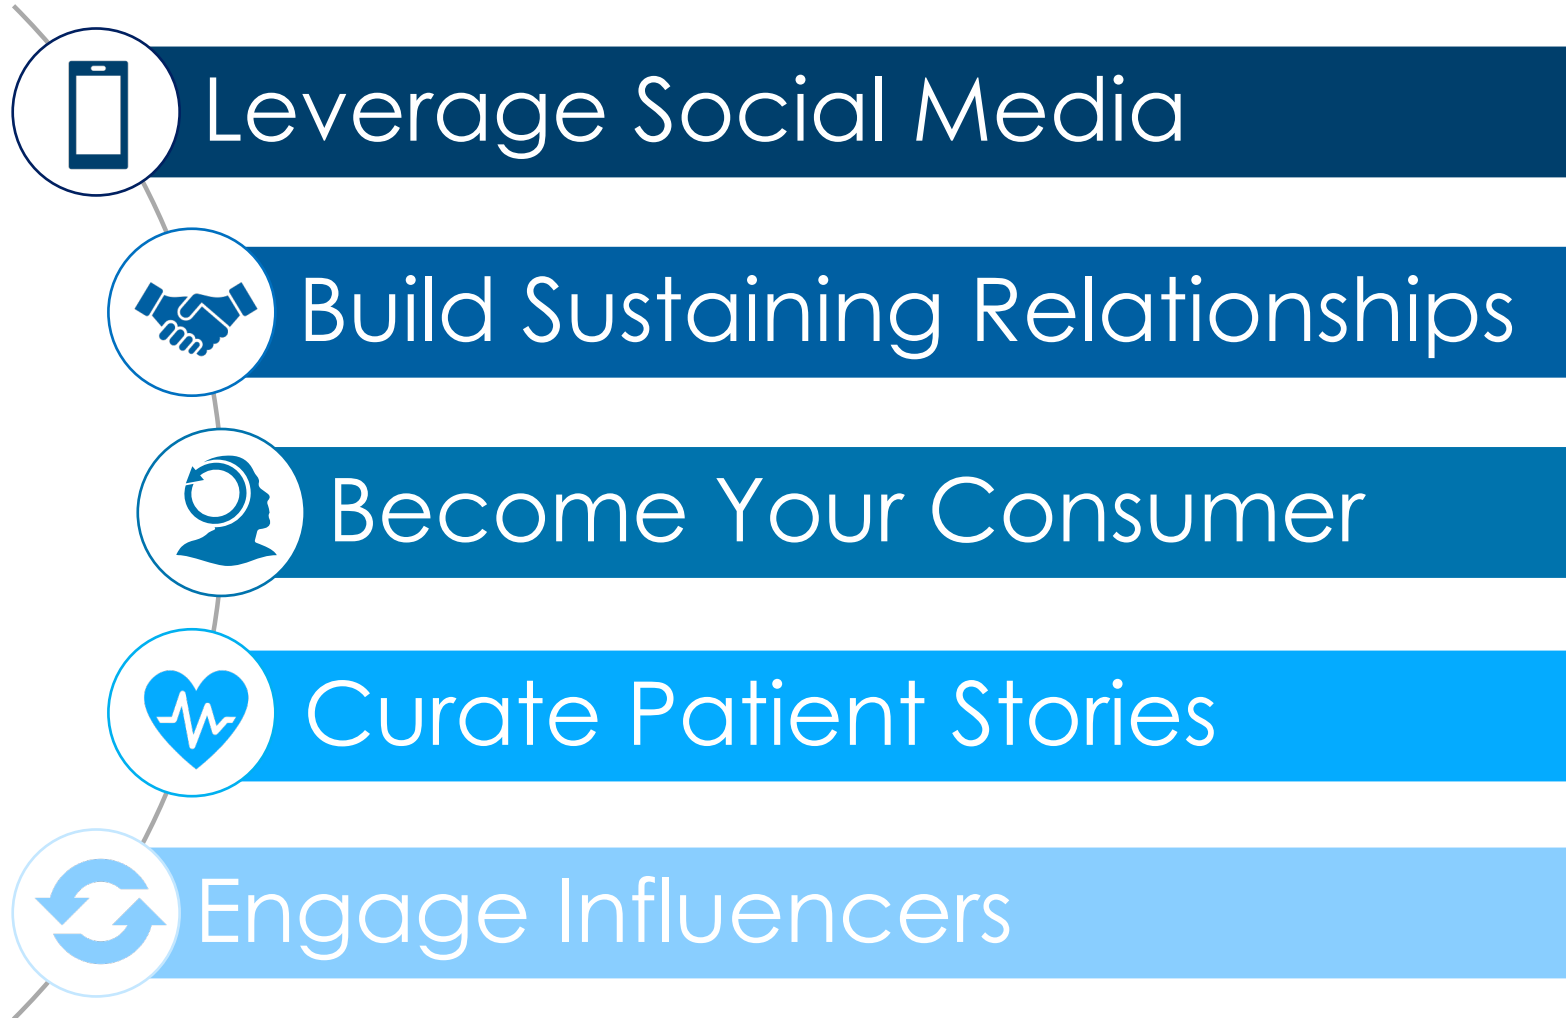 Leverage Social Media
Build Sustaining Relationships
Become Your Consumer
Curate Patient Stories
Engage Influencers